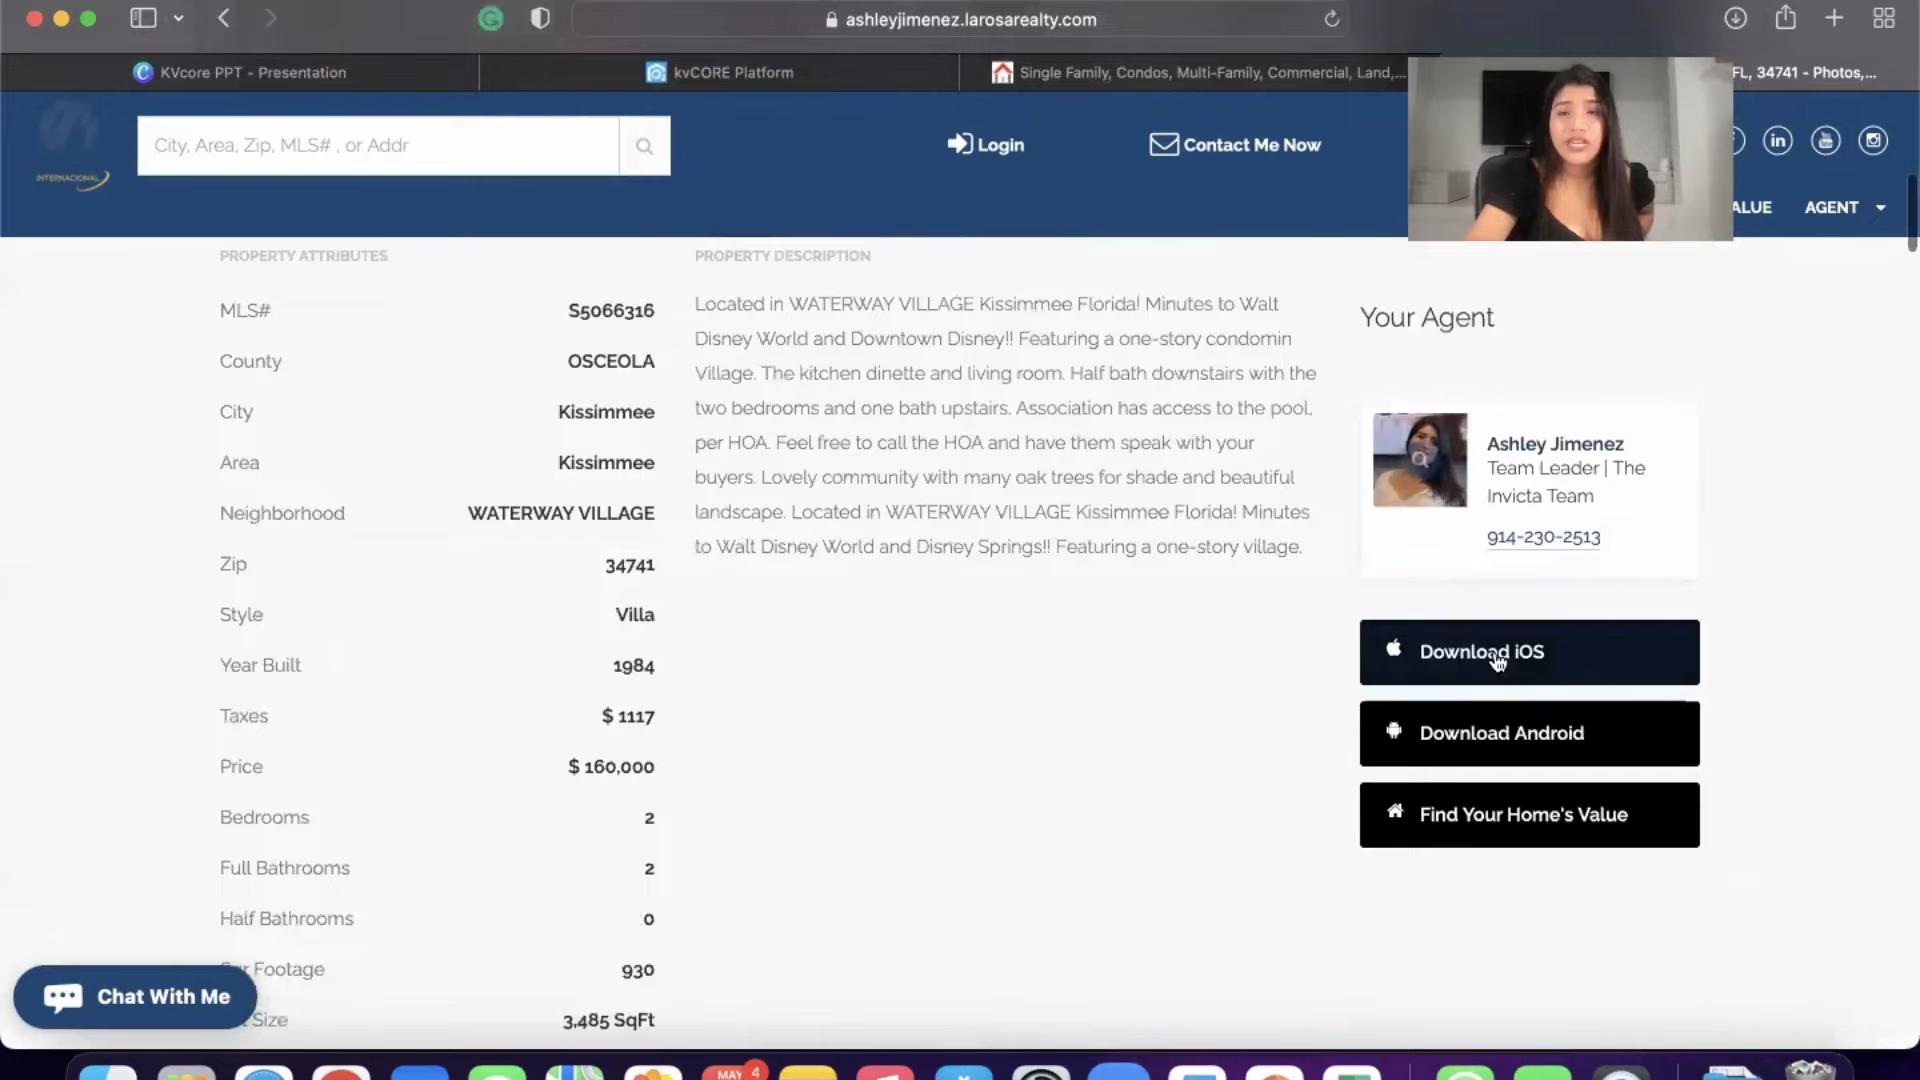 ashleyjimenez.larosarealty.com
KVcore PPT - Presentation
kvCORE Platform
Single Family, Condos, Multi-Family, Commercial, Land,...
FL, 34741 - Photos,...
INTERNACIONAL
City, Area, Zip, MLS# , or Addr
Login
Contact Me Now
in
ALUE
AGENT
PROPERTY ATTRIBUTES
MLS# S5066316
County OSCEOLA
City Kissimmee
Area Kissimmee
Neighborhood WATERWAY VILLAGE
Zip 34741
Style Villa
Year Built 1984
Taxes $ 1117
Price $ 160,000
Bedrooms 2
Full Bathrooms 2
Half Bathrooms 0
Footage 930
Size 3,485 SqFt
PROPERTY DESCRIPTION
Located in WATERWAY VILLAGE Kissimmee Florida! Minutes to Walt
Disney World and Downtown Disney!! Featuring a one-story condomin
Village. The kitchen dinette and living room. Half bath downstairs with the
two bedrooms and one bath upstairs. Association has access to the pool,
per HOA. Feel free to call the HOA and have them speak with your
buyers. Lovely community with many oak trees for shade and beautiful
landscape. Located in WATERWAY VILLAGE Kissimmee Florida! Minutes
to Walt Disney World and Disney Springs!! Featuring a one-story village.
Your Agent
Ashley Jimenez
Team Leader | The
Invicta Team
914-230-2513
Download iOS
Download Android
Find Your Home's Value
Chat With Me
MAY 4